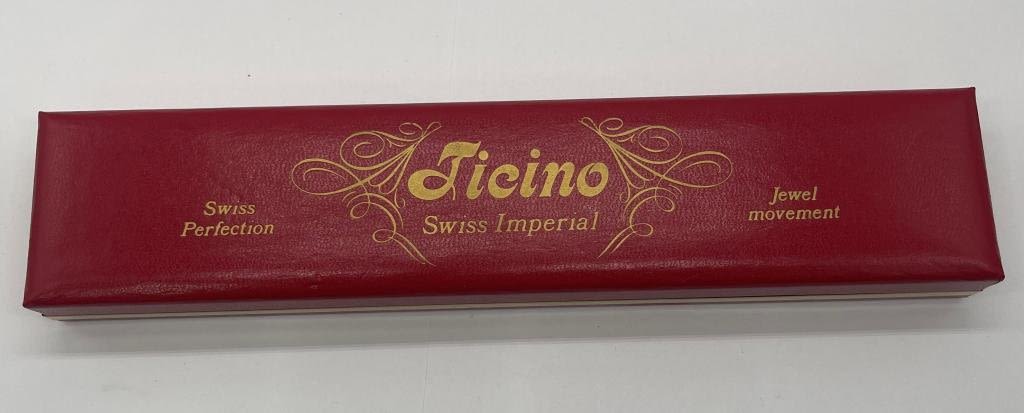 Ticino
Swiss Imperial
Swiss
Perfection
Jewel
movement